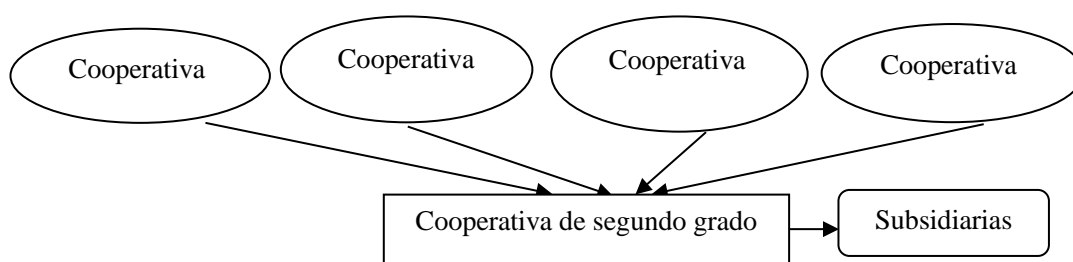 Cooperativa
Cooperativa
Cooperativa
Cooperativa
Cooperativa de segundo grado
Subsidiarias